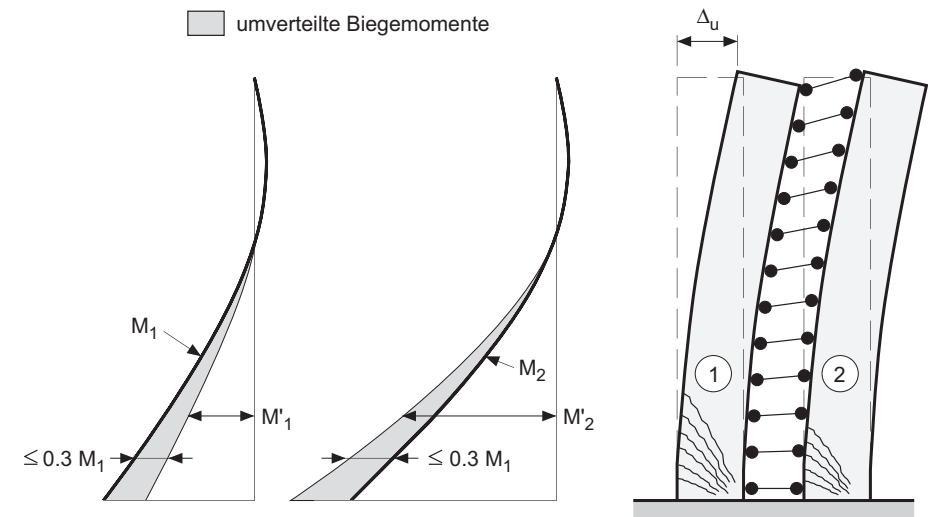 umverteilte Biegemomente
Δu
M1
M2
1
2
M'1
M'2
≤ 0.3 M1
≤ 0.3 M1